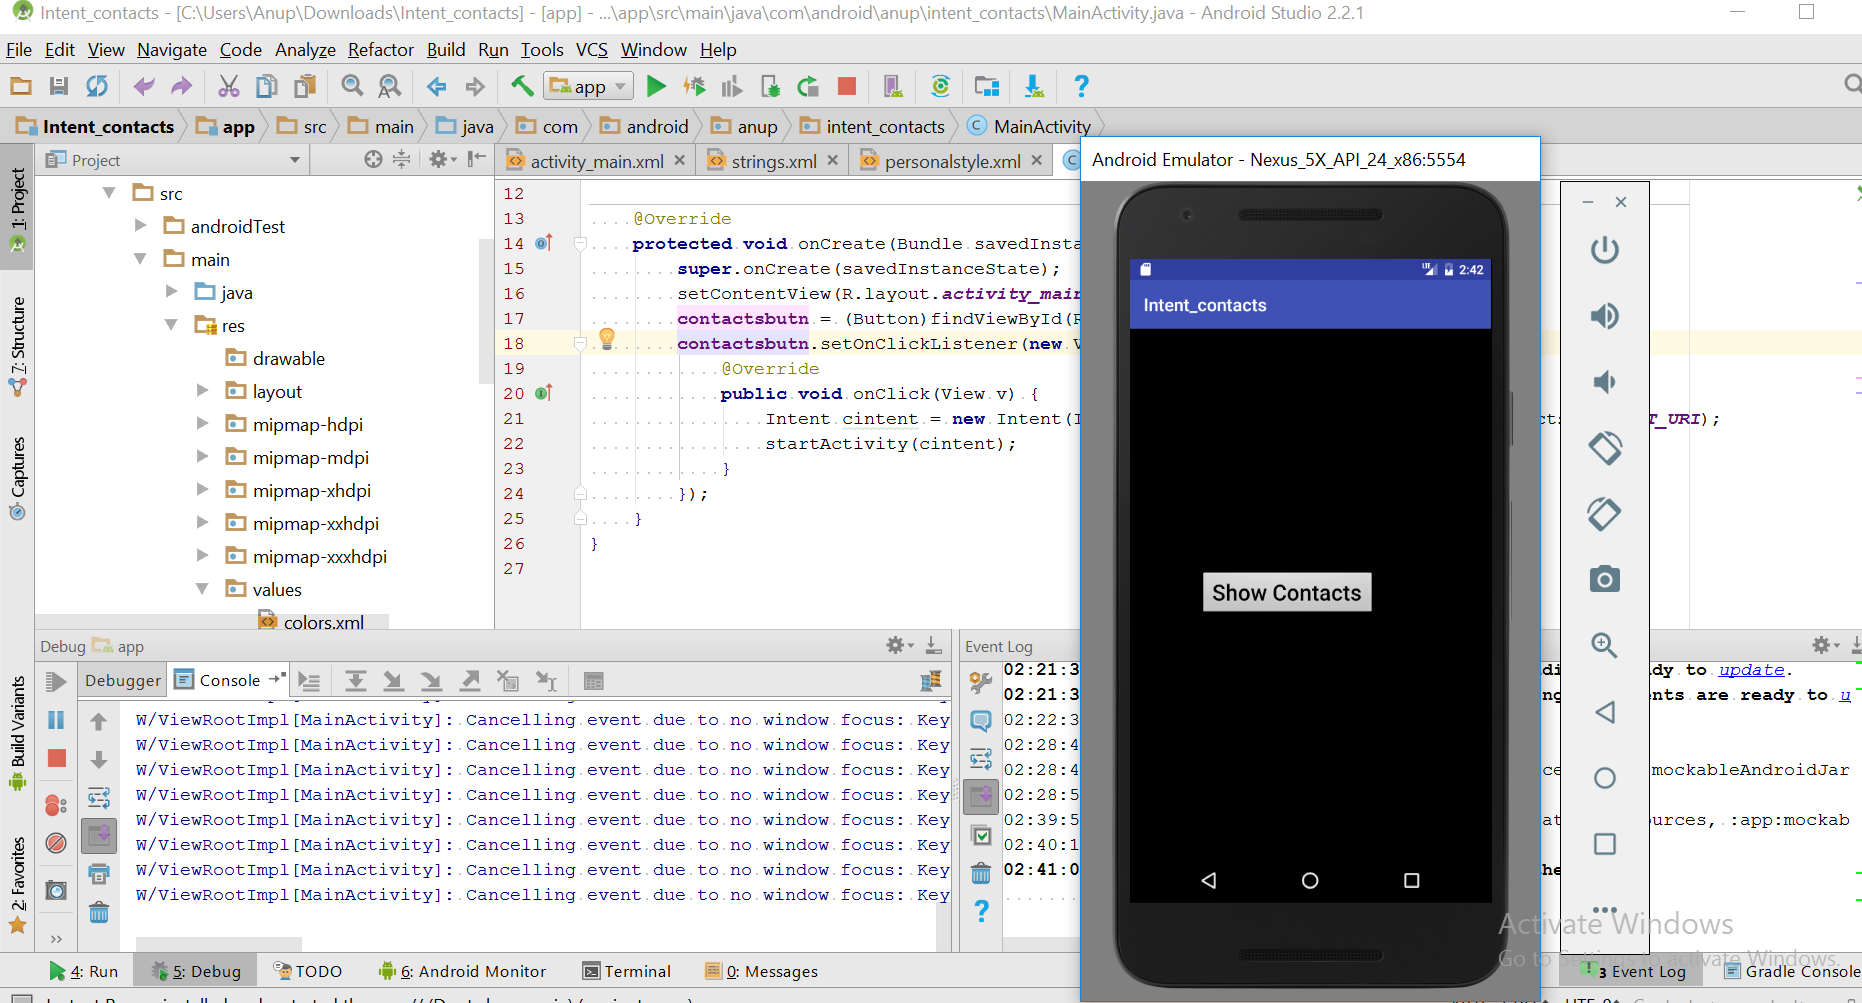 Intent_contacts - [C:\Users\Anup\Downloads\Intent_contacts] - [app] - ...\app\src\main\java\com\android\anup\intent_contacts\MainActivity.java - Android Studio 2.2.1
File Edit View Navigate Code Analyze Refactor Build Run Tools VCS Window Help
app
Intent_contacts app src main java com android anup intent_contacts MainActivity
Project
activity_main.xml strings.xml personalstyle.xml
Android Emulator - Nexus_5X_API_24_x86:5554
1: Project
7: Structure
Captures
Build Variants
2: Favorites
src
androidTest
main
java
res
drawable
layout
mipmap-hdpi
mipmap-mdpi
mipmap-xhdpi
mipmap-xxhdpi
mipmap-xxxhdpi
values
colors.xml
12
13 @Override
14 protected void onCreate(Bundle savedInsta
15 super.onCreate(savedInstanceState);
16 setContentView(R.layout.activity_main
17 contactsbutn = (Button)findViewById(R
18 contactsbutn.setOnClickListener(new V
19 @Override
20 public void onClick(View v) {
21 Intent cintent = new Intent(I T_URI);
22 startActivity(cintent);
23 }
24 });
25 }
26 }
27
2:42
Intent_contacts
Show Contacts
Debug app
Debugger Console
W/ViewRootImpl[MainActivity]: Cancelling event due to no window focus: Key
W/ViewRootImpl[MainActivity]: Cancelling event due to no window focus: Key
W/ViewRootImpl[MainActivity]: Cancelling event due to no window focus: Key
W/ViewRootImpl[MainActivity]: Cancelling event due to no window focus: Key
W/ViewRootImpl[MainActivity]: Cancelling event due to no window focus: Key
W/ViewRootImpl[MainActivity]: Cancelling event due to no window focus: Key
W/ViewRootImpl[MainActivity]: Cancelling event due to no window focus: Key
W/ViewRootImpl[MainActivity]: Cancelling event due to no window focus: Key
Event Log
02:21:3 dy to update.
02:21:3 ents are ready to u
02:22:3
02:28:4
02:28:4 ce mockableAndroidJar
02:28:5
02:39:5 at urces, :app:mockab
02:40:1
02:41:0 he
Activate Windows
Go to Settings to activate Windows.
4: Run 5: Debug TODO 6: Android Monitor Terminal 0: Messages 3 Event Log Gradle Console